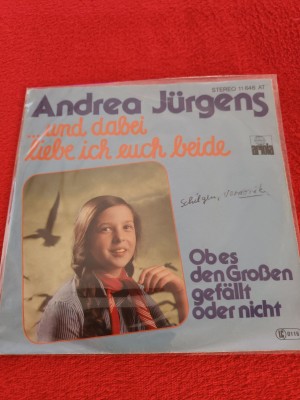 STEREO 11 648 AT
Andrea Jürgens
...und dabei
liebe ich euch beide
ariola
Ob es
den Großen
gefällt
oder nicht